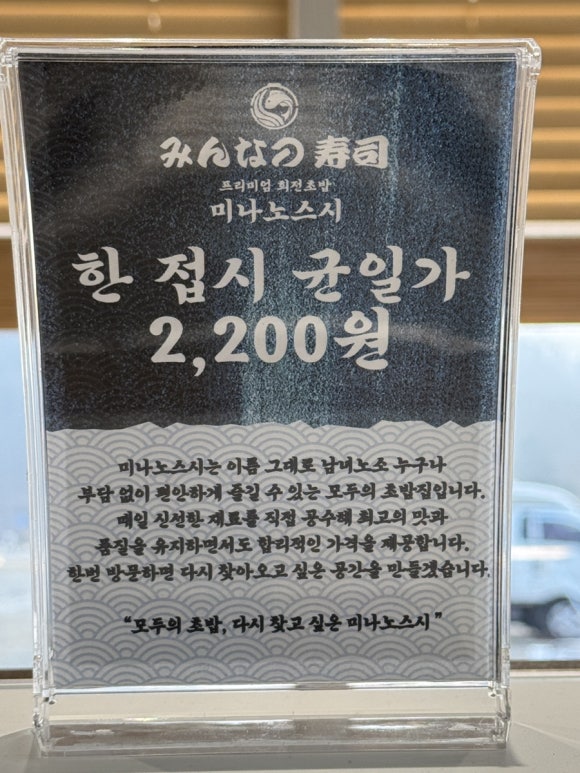 みんなの寿司
프리미엄 회전초밥
미나노스시
한 접시 균일가
2,200원
미나노스시는 이름 그대로 남녀노소 누구나
부담 없이 평안하게 즐길 수 있는 모두의 초밥집입니다.
매일 신선한 재료를 직접 공수해 최고의 맛과
품질을 유지하면서도 합리적인 가격을 제공합니다.
한번 방문하면 다시 찾아오고 싶은 공간을 만들겠습니다.
"모두의 초밥, 다시 찾고 싶은 미나노스시"